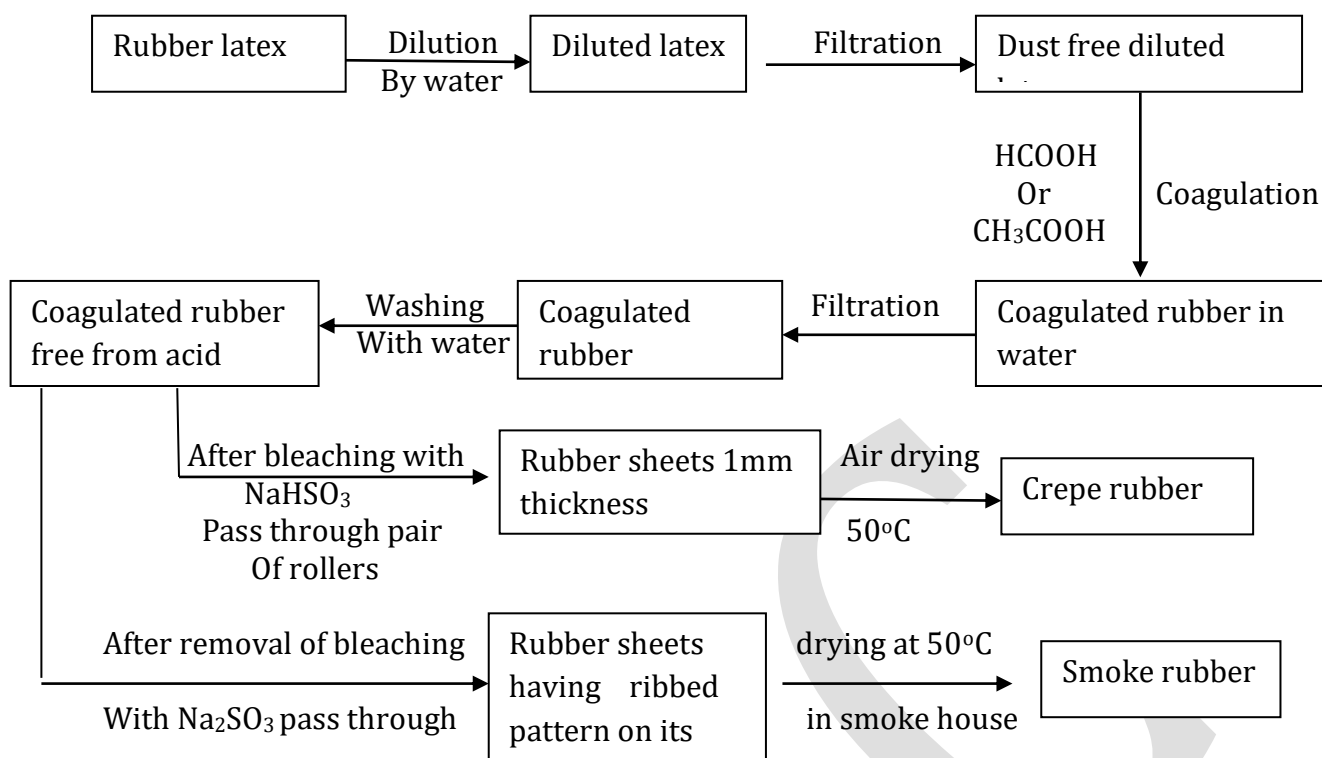 Rubber latex
Dilution
By water
Diluted latex
Filtration
Dust free diluted
HCOOH
Or
CH₃COOH
Coagulation
Coagulated rubber in
water
Filtration
Coagulated
rubber
Washing
With water
Coagulated rubber
free from acid
After bleaching with
NaHSO₃
Pass through pair
Of rollers
Rubber sheets 1mm
thickness
Air drying
50ᵒC
Crepe rubber
After removal of bleaching
With Na₂SO₃ pass through
Rubber sheets
having ribbed
pattern on its
drying at 50ᵒC
in smoke house
Smoke rubber